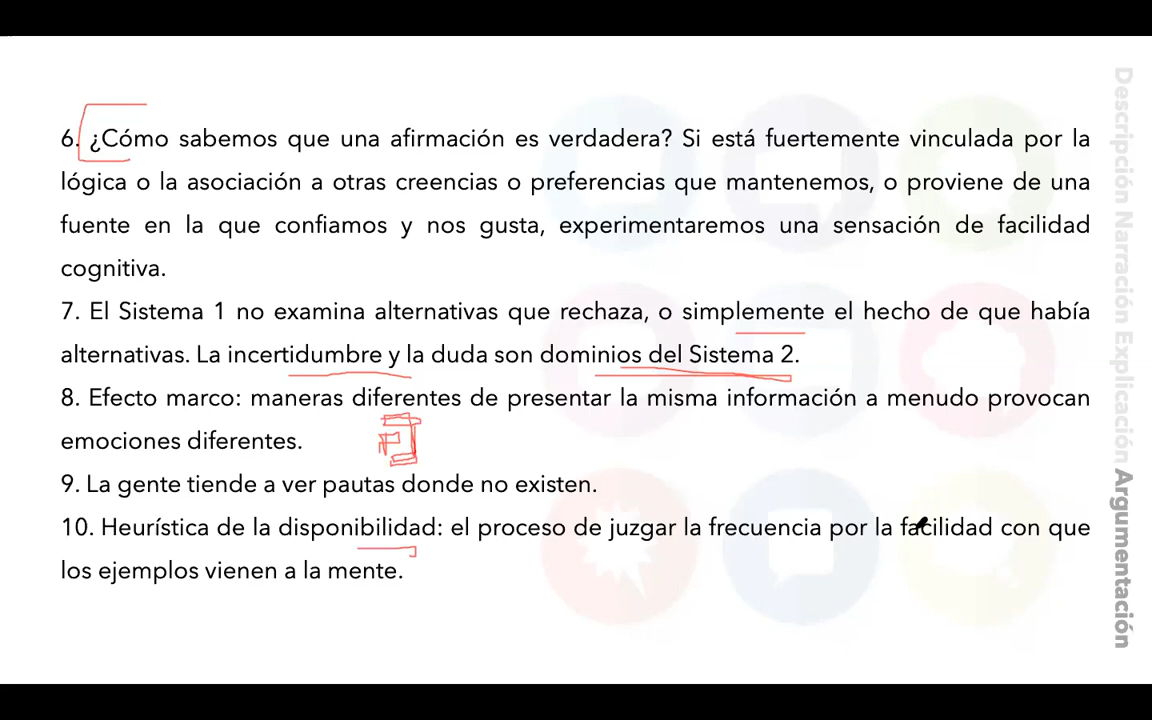 6. ¿Cómo sabemos que una afirmación es verdadera? Si está fuertemente vinculada por la
lógica o la asociación a otras creencias o preferencias que mantenemos, o proviene de una
fuente en la que confiamos y nos gusta, experimentaremos una sensación de facilidad
cognitiva.
7. El Sistema 1 no examina alternativas que rechaza, o simplemente el hecho de que había
alternativas. La incertidumbre y la duda son dominios del Sistema 2.
8. Efecto marco: maneras diferentes de presentar la misma información a menudo provocan
emociones diferentes.
9. La gente tiende a ver pautas donde no existen.
10. Heurística de la disponibilidad: el proceso de juzgar la frecuencia por la facilidad con que
los ejemplos vienen a la mente.
Descripción Narración Explicación Argumentación